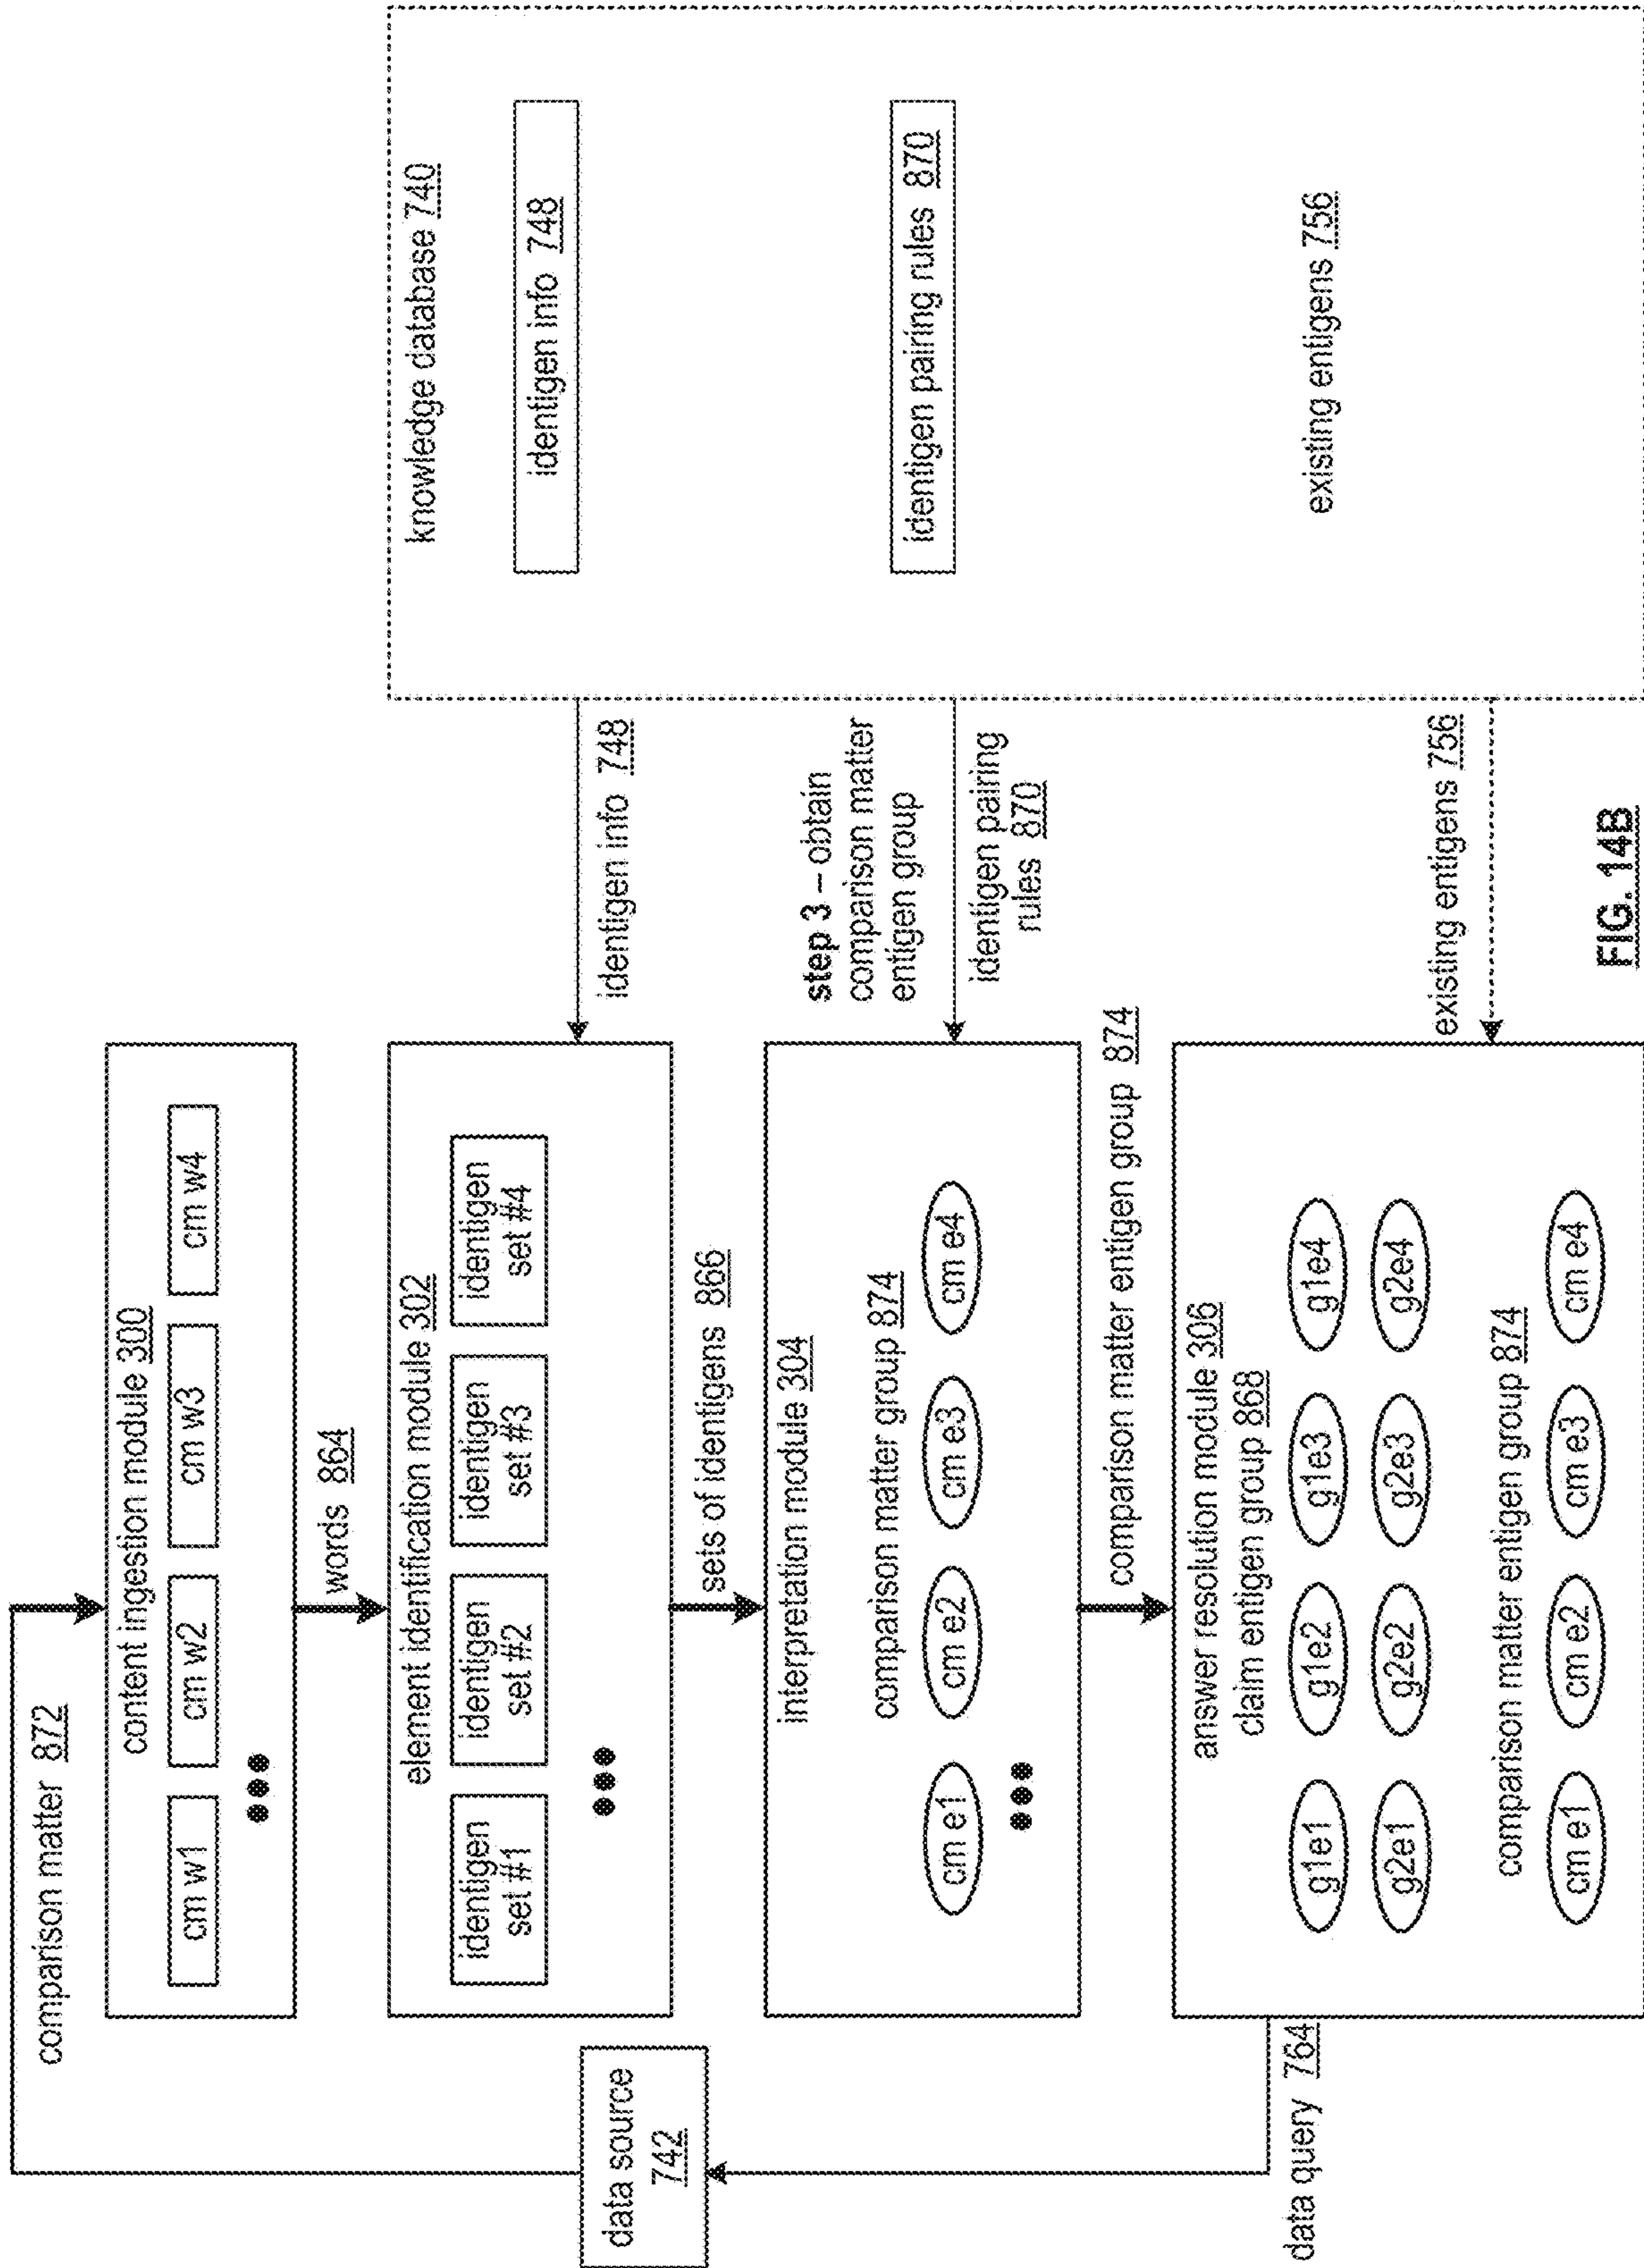 comparison matter 872
content ingestion module 300
cm w1
cm w2
cm w3
cm w4
words 864
data source
742
element identification module 302
identigen
set #1
identigen
set #2
identigen
set #3
identigen
set #4
identigen info 748
knowledge database 740
identigen info 748
sets of identigens 866
interpretation module 304
comparison matter group 874
cm e1
cm e2
cm e3
cm e4
step 3 – obtain
comparison matter
entigen group
identigen pairing
rules 870
identigen pairing rules 870
comparison matter entigen group 874
data query 764
answer resolution module 306
claim entigen group 868
g1e1
g1e2
g1e3
g1e4
g2e1
g2e2
g2e3
g2e4
comparison matter entigen group 874
cm e1
cm e2
cm e3
cm e4
existing entigens 756
existing entigens 756
FIG. 14B